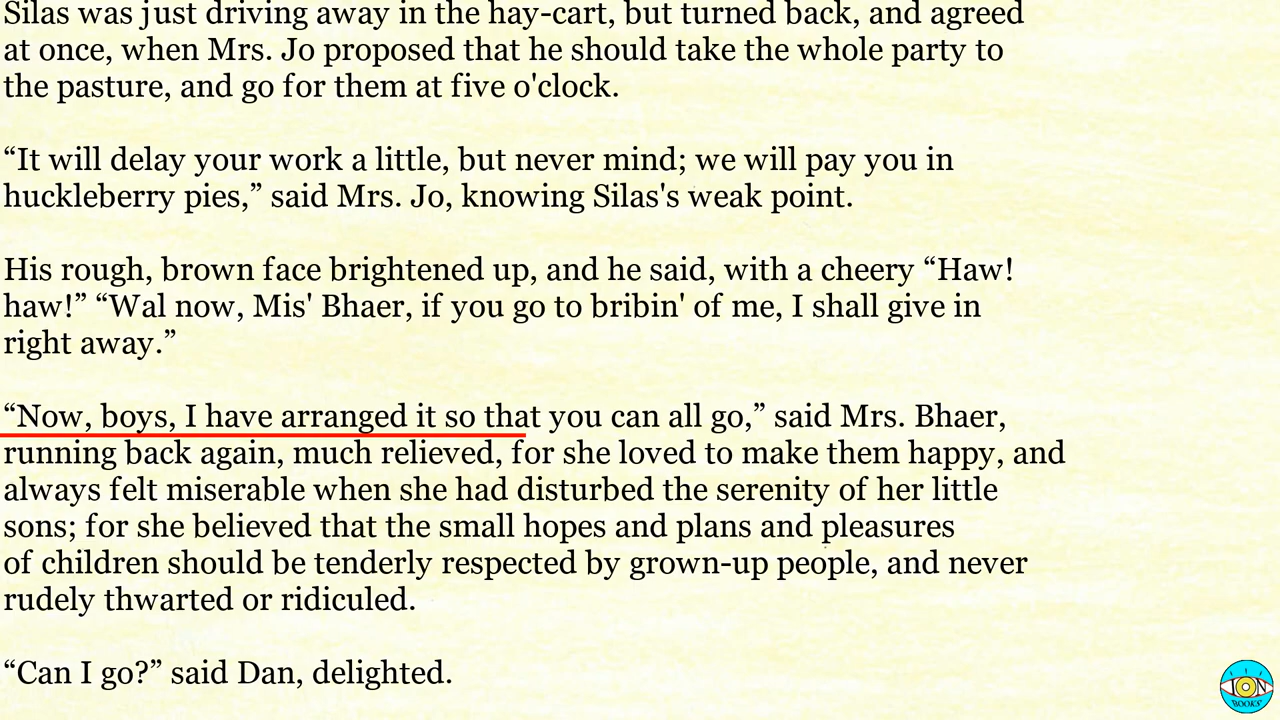 Silas was just driving away in the hay-cart, but turned back, and agreed
at once, when Mrs. Jo proposed that he should take the whole party to
the pasture, and go for them at five o'clock.
“It will delay your work a little, but never mind; we will pay you in
huckleberry pies,” said Mrs. Jo, knowing Silas's weak point.
His rough, brown face brightened up, and he said, with a cheery “Haw!
haw!” “Wal now, Mis' Bhaer, if you go to bribin' of me, I shall give in
right away.”
“Now, boys, I have arranged it so that you can all go,” said Mrs. Bhaer,
running back again, much relieved, for she loved to make them happy, and
always felt miserable when she had disturbed the serenity of her little
sons; for she believed that the small hopes and plans and pleasures
of children should be tenderly respected by grown-up people, and never
rudely thwarted or ridiculed.
“Can I go?” said Dan, delighted.
ION
BOOKS